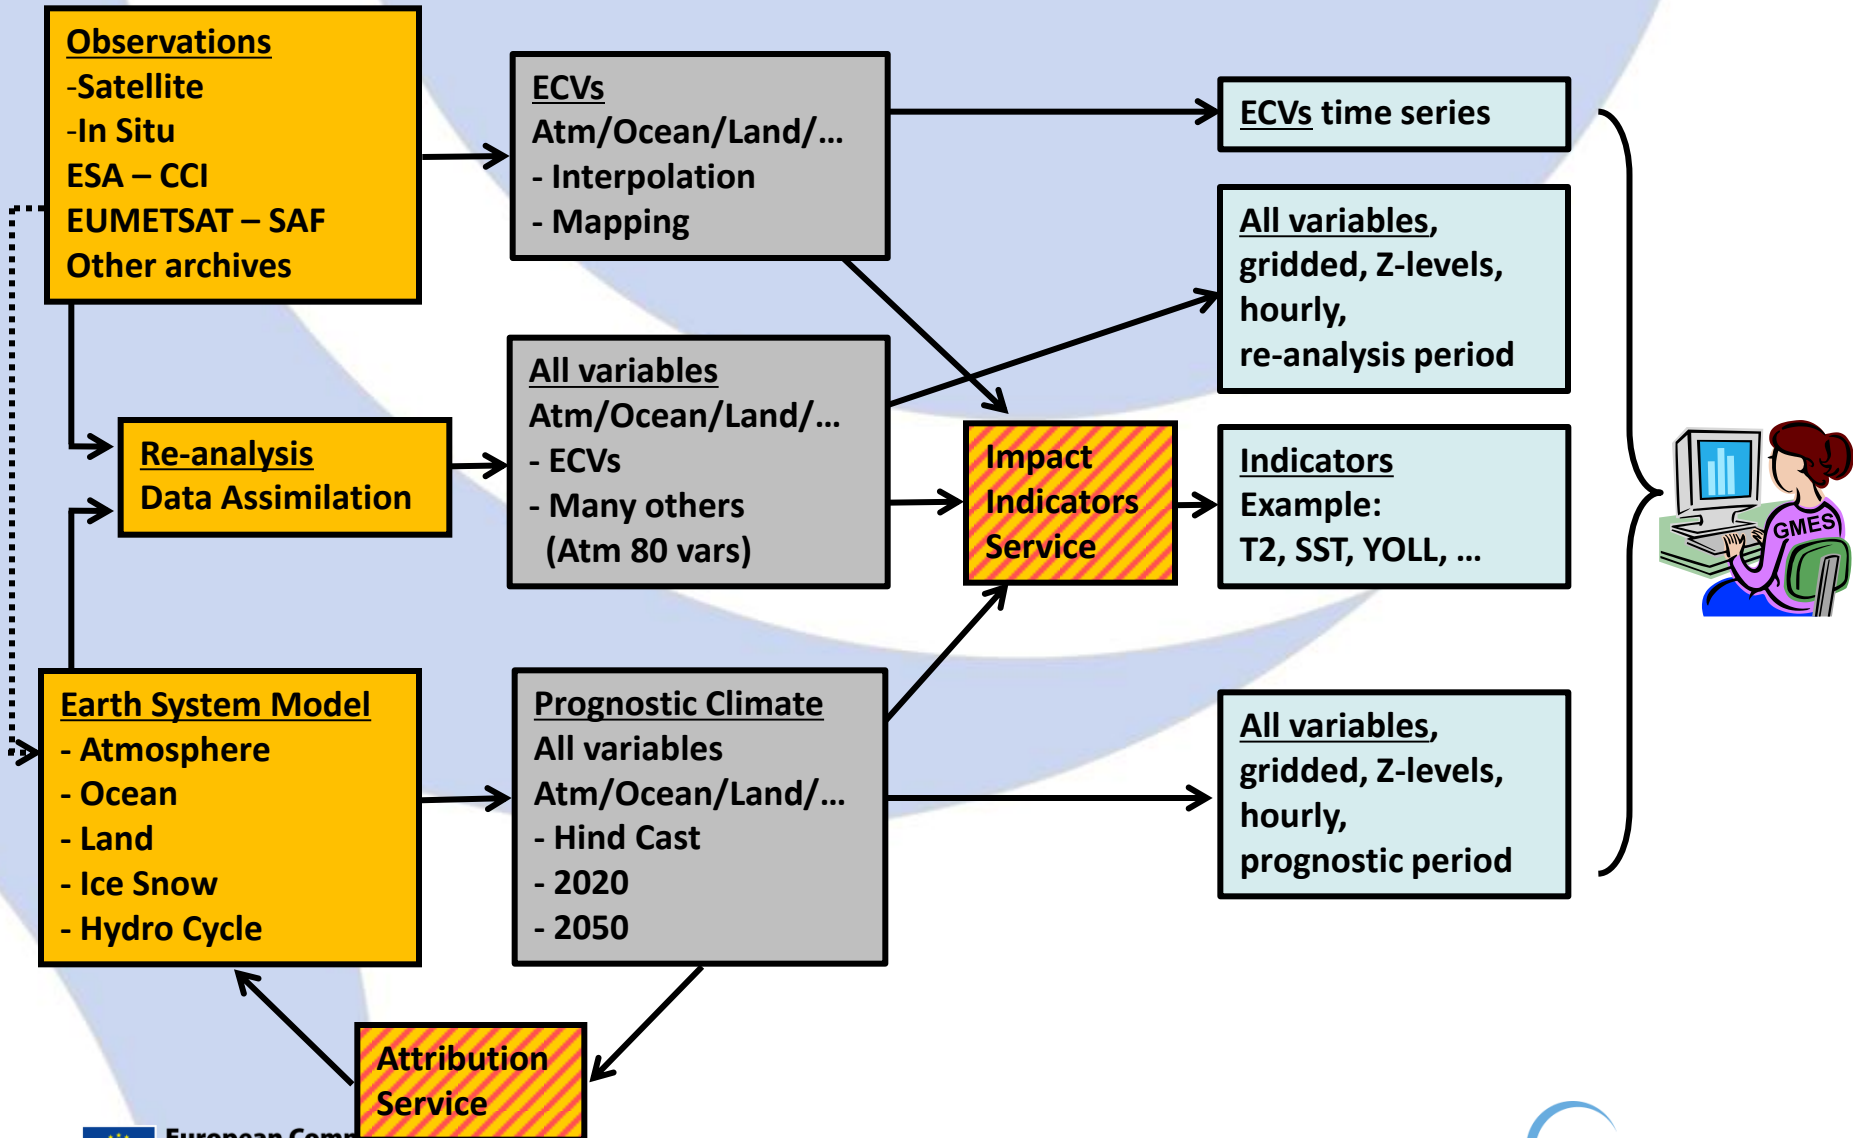 Observations
-Satellite
-In Situ
ESA – CCI
EUMETSAT – SAF
Other archives
ECVs
Atm/Ocean/Land/...
- Interpolation
- Mapping
ECVs time series
All variables,
gridded, Z-levels,
hourly,
re-analysis period
Re-analysis
Data Assimilation
All variables
Atm/Ocean/Land/...
- ECVs
- Many others
(Atm 80 vars)
Impact
Indicators
Service
Indicators
Example:
T2, SST, YOLL, ...
GMES
Earth System Model
- Atmosphere
- Ocean
- Land
- Ice Snow
- Hydro Cycle
Prognostic Climate
All variables
Atm/Ocean/Land/...
- Hind Cast
- 2020
- 2050
All variables,
gridded, Z-levels,
hourly,
prognostic period
Attribution
Service
European